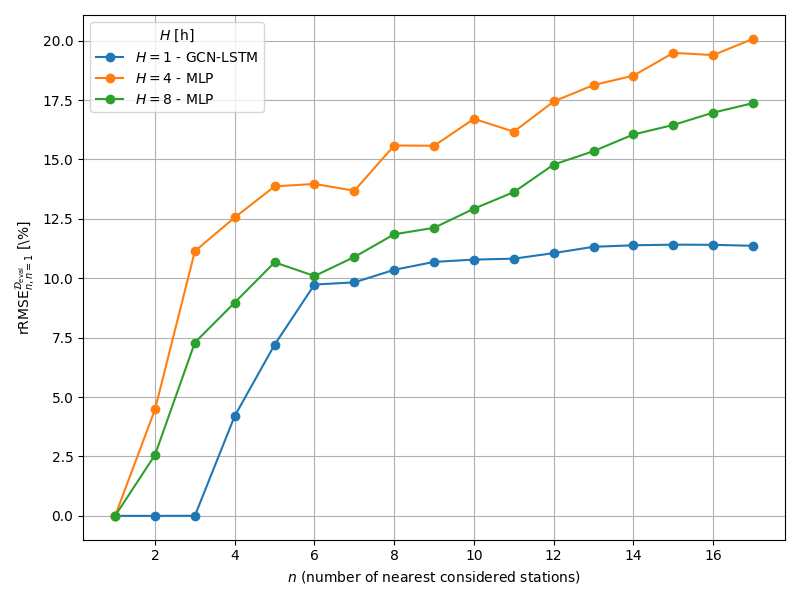 H [h]
H = 1 - GCN-LSTM
H = 4 - MLP
H = 8 - MLP
20.0
17.5
15.0
12.5
10.0
7.5
5.0
2.5
0.0
rRMSE^{D_eval}_{n,n=1} [\%]
2 4 6 8 10 12 14 16
n (number of nearest considered stations)